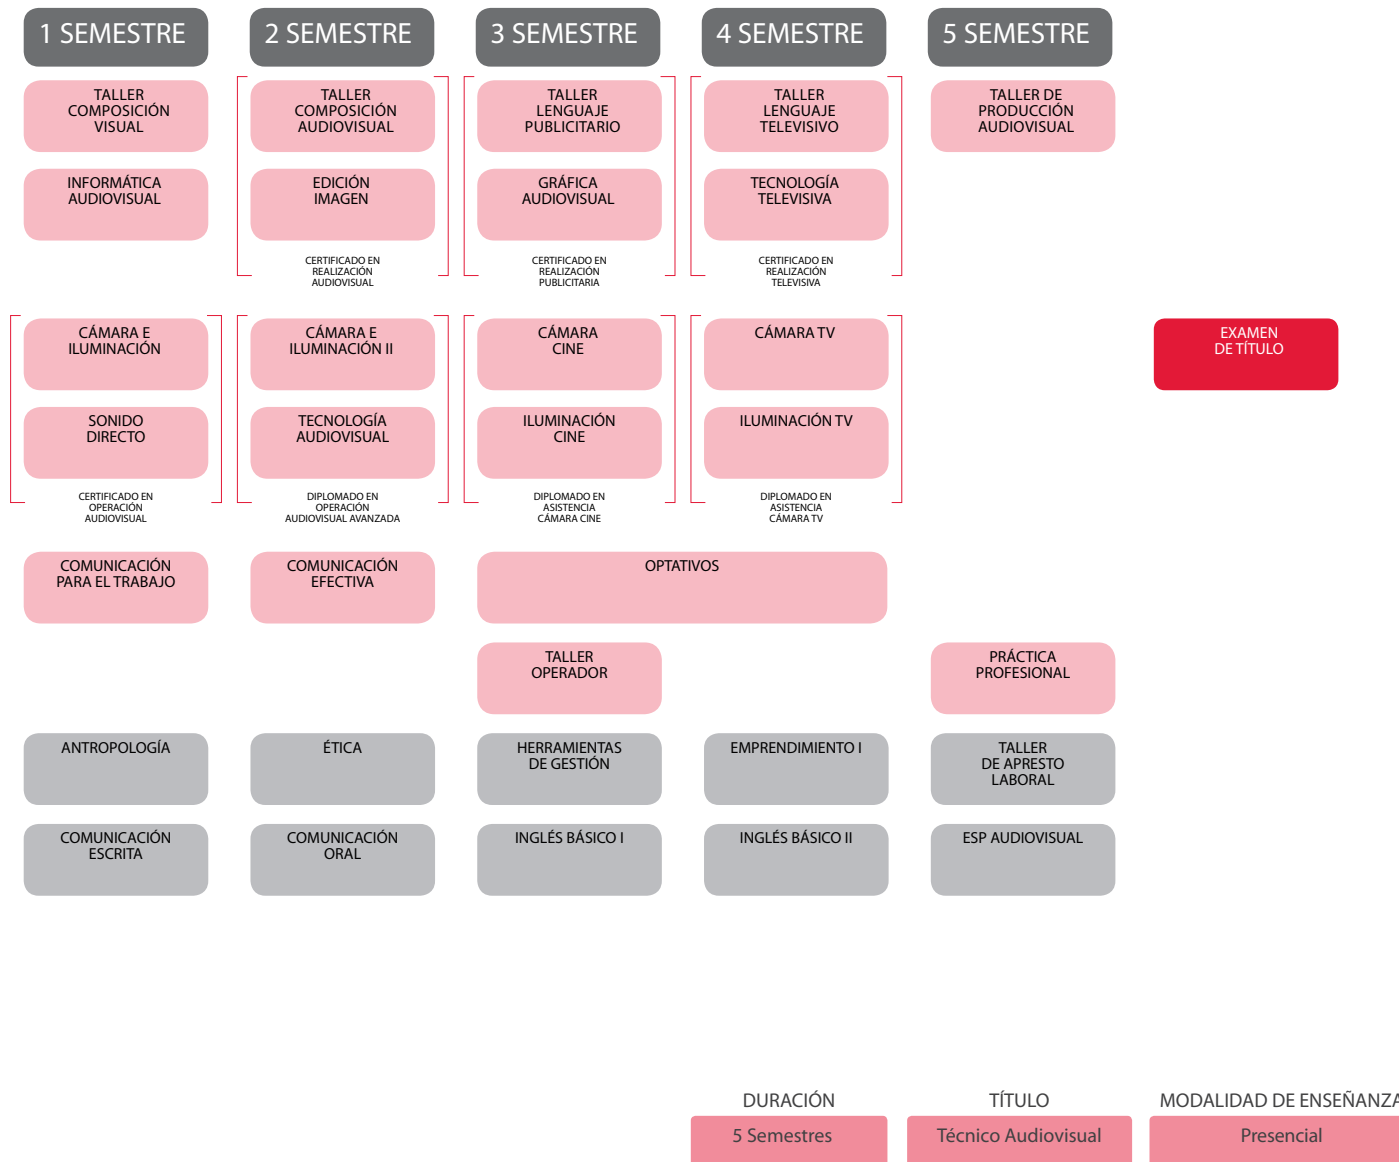 1 SEMESTRE
2 SEMESTRE
3 SEMESTRE
4 SEMESTRE
5 SEMESTRE
TALLER
COMPOSICIÓN
VISUAL
TALLER
COMPOSICIÓN
AUDIOVISUAL
TALLER
LENGUAJE
PUBLICITARIO
TALLER
LENGUAJE
TELEVISIVO
TALLER DE
PRODUCCIÓN
AUDIOVISUAL
INFORMÁTICA
AUDIOVISUAL
EDICIÓN
IMAGEN
GRÁFICA
AUDIOVISUAL
TECNOLOGÍA
TELEVISIVA
CERTIFICADO EN
REALIZACIÓN
AUDIOVISUAL
CERTIFICADO EN
REALIZACIÓN
PUBLICITARIA
CERTIFICADO EN
REALIZACIÓN
TELEVISIVA
CÁMARA E
ILUMINACIÓN
CÁMARA E
ILUMINACIÓN II
CÁMARA
CINE
CÁMARA TV
EXAMEN
DE TÍTULO
SONIDO
DIRECTO
TECNOLOGÍA
AUDIOVISUAL
ILUMINACIÓN
CINE
ILUMINACIÓN TV
CERTIFICADO EN
OPERACIÓN
AUDIOVISUAL
DIPLOMADO EN
OPERACIÓN
AUDIOVISUAL AVANZADA
DIPLOMADO EN
ASISTENCIA
CÁMARA CINE
DIPLOMADO EN
ASISTENCIA
CÁMARA TV
COMUNICACIÓN
PARA EL TRABAJO
COMUNICACIÓN
EFECTIVA
OPTATIVOS
TALLER
OPERADOR
PRÁCTICA
PROFESIONAL
ANTROPOLOGÍA
ÉTICA
HERRAMIENTAS
DE GESTIÓN
EMPRENDIMIENTO I
TALLER
DE APRESTO
LABORAL
COMUNICACIÓN
ESCRITA
COMUNICACIÓN
ORAL
INGLÉS BÁSICO I
INGLÉS BÁSICO II
ESP AUDIOVISUAL
DURACIÓN
TÍTULO
MODALIDAD DE ENSEÑANZA
5 Semestres
Técnico Audiovisual
Presencial